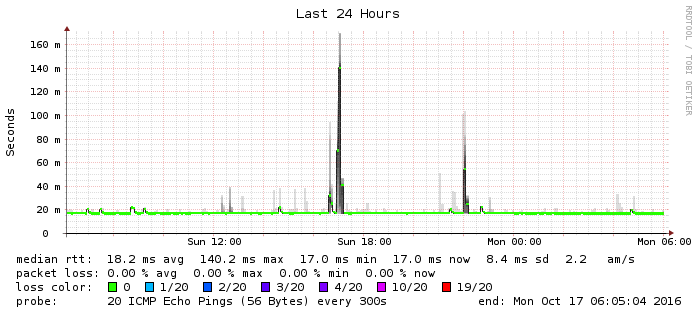 Last 24 Hours
RRDTOOL / TOBI OETIKER
Seconds
160 m
140 m
120 m
100 m
80 m
60 m
40 m
20 m
0
Sun 12:00 Sun 18:00 Mon 00:00 Mon 06:00
median rtt: 18.2 ms avg 140.2 ms max 17.0 ms min 17.0 ms now 8.4 ms sd 2.2 am/s
packet loss: 0.00 % avg 0.00 % max 0.00 % min 0.00 % now
loss color: 0 1/20 2/20 3/20 4/20 10/20 19/20
probe: 20 ICMP Echo Pings (56 Bytes) every 300s end: Mon Oct 17 06:05:04 2016